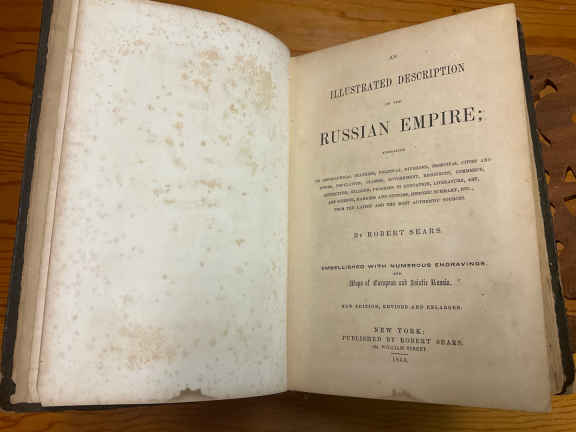 AN
ILLUSTRATED DESCRIPTION
OF THE
RUSSIAN EMPIRE;
EMBRACING
ITS GEOGRAPHICAL FEATURES, POLITICAL DIVISIONS, PRINCIPAL CITIES AND
TOWNS, POPULATION, CLASSES, GOVERNMENT, RESOURCES, COMMERCE,
ANTIQUITIES, RELIGION, PROGRESS IN EDUCATION, LITERATURE, ART,
AND SCIENCE, MANNERS AND CUSTOMS, HISTORIC SUMMARY, ETC.,
FROM THE LATEST AND THE MOST AUTHENTIC SOURCES.
BY ROBERT SEARS.
EMBELLISHED WITH NUMEROUS ENGRAVINGS,
AND
Maps of European and Asiatic Russia.
NEW EDITION, REVISED AND ENLARGED.
NEW YORK:
PUBLISHED BY ROBERT SEARS,
181 WILLIAM STREET.